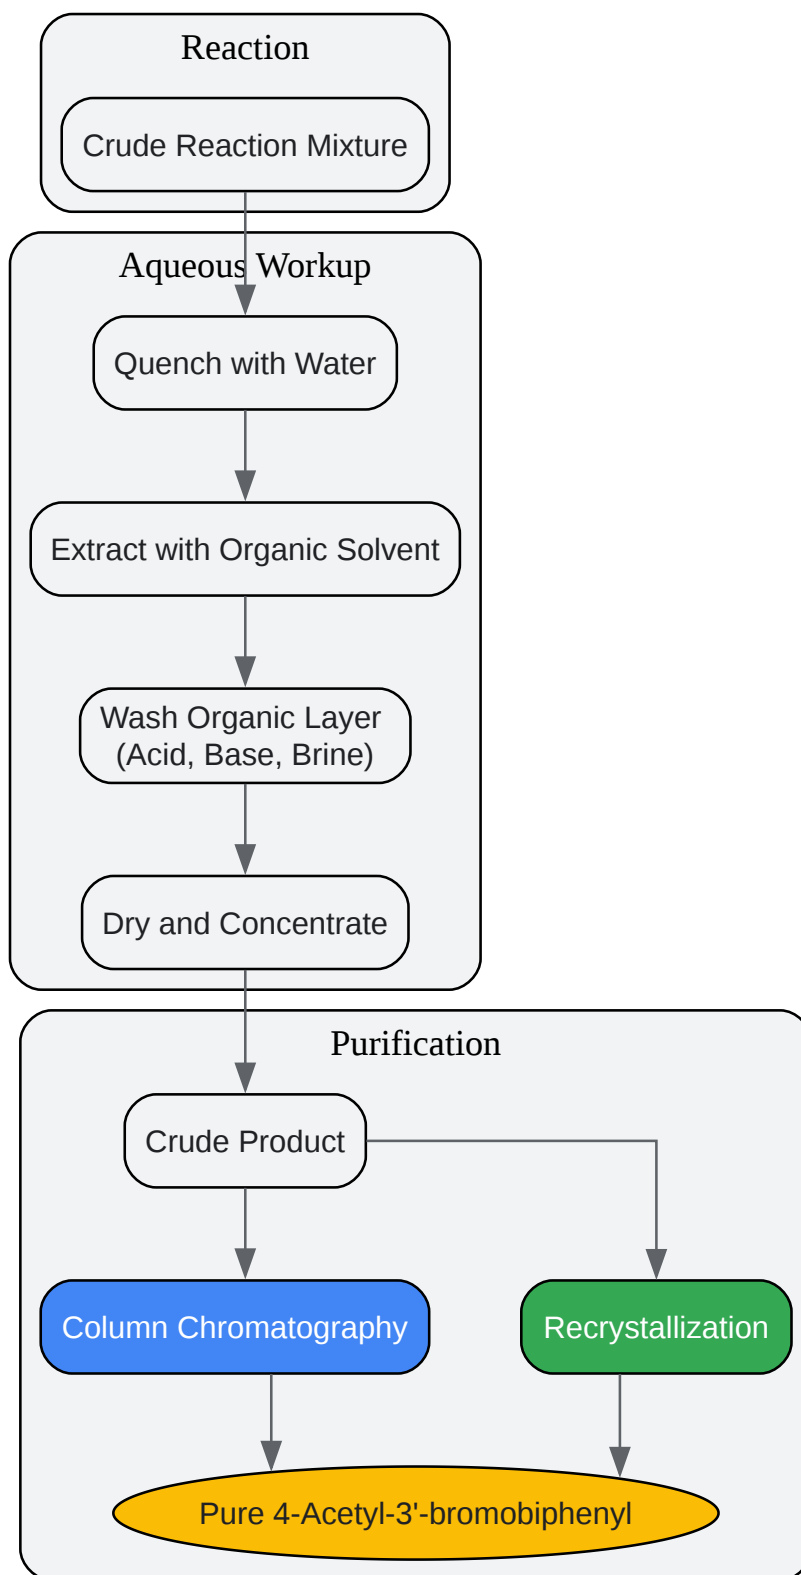 Reaction
Crude Reaction Mixture
Aqueous Workup
Quench with Water
Extract with Organic Solvent
Wash Organic Layer
(Acid, Base, Brine)
Dry and Concentrate
Purification
Crude Product
Column Chromatography
Recrystallization
Pure 4-Acetyl-3'-bromobiphenyl